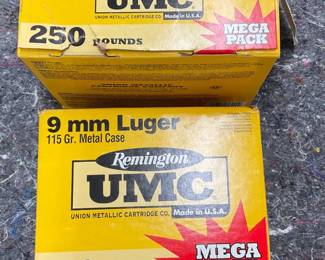 UMC
UNION METALLIC CARTRIDGE CO. Made in U.S.A.
250 ROUNDS
MEGA
PACK
9 mm Luger
115 Gr. Metal Case
Remington
UMC
UNION METALLIC CARTRIDGE CO. Made in U.S.A.
MEGA